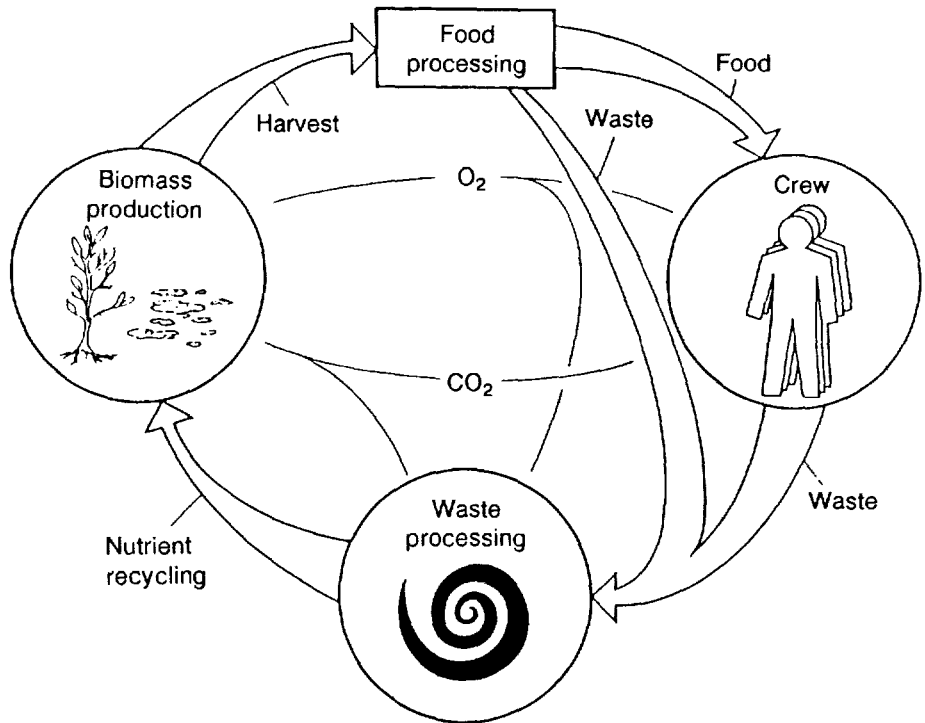 Food
processing
Food
Harvest
Waste
Biomass
production
O₂
Crew
CO₂
Waste
processing
Waste
Nutrient
recycling